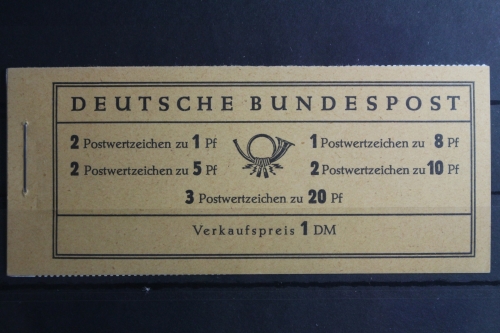 DEUTSCHE BUNDESPOST
2 Postwertzeichen zu 1 Pf
1 Postwertzeichen zu 8 Pf
2 Postwertzeichen zu 5 Pf
2 Postwertzeichen zu 10 Pf
3 Postwertzeichen zu 20 Pf
Verkaufspreis 1 DM